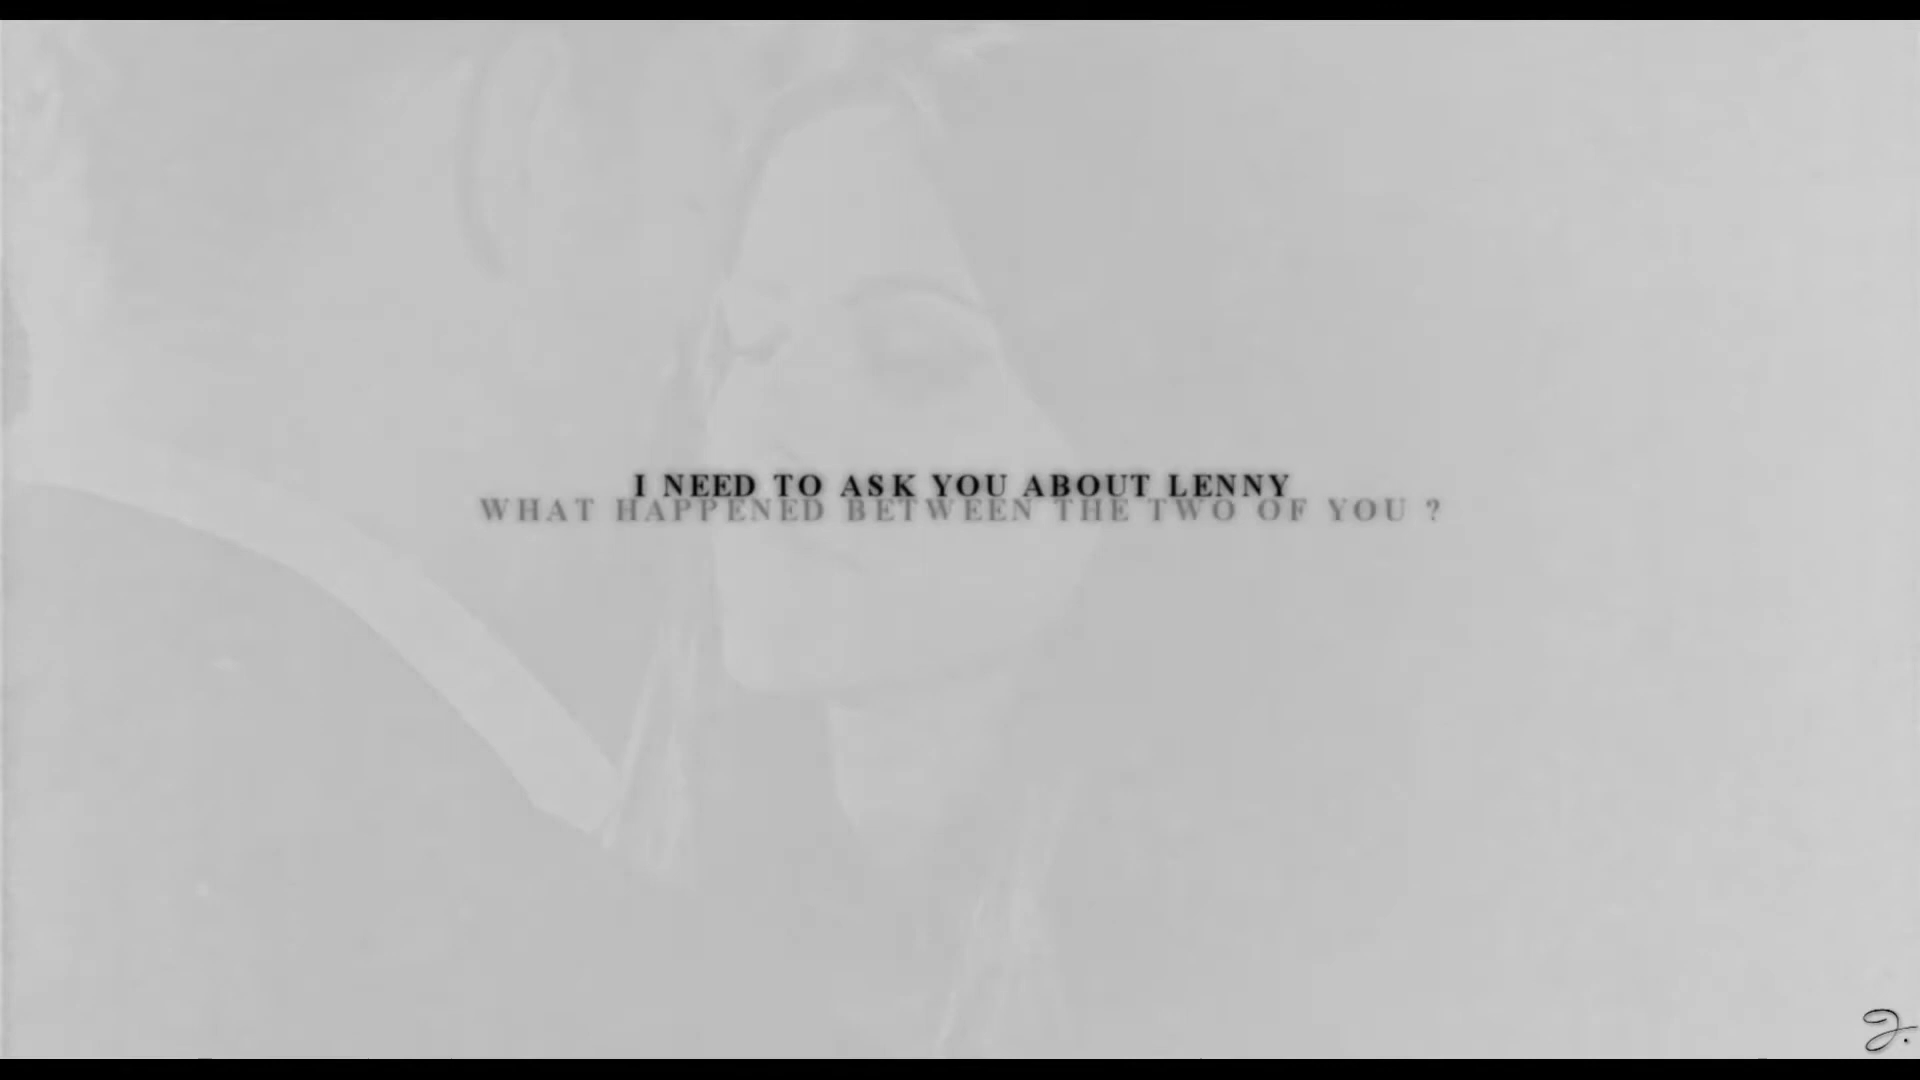 I NEED TO ASK YOU ABOUT LENNY
WHAT HAPPENED BETWEEN THE TWO OF YOU ?